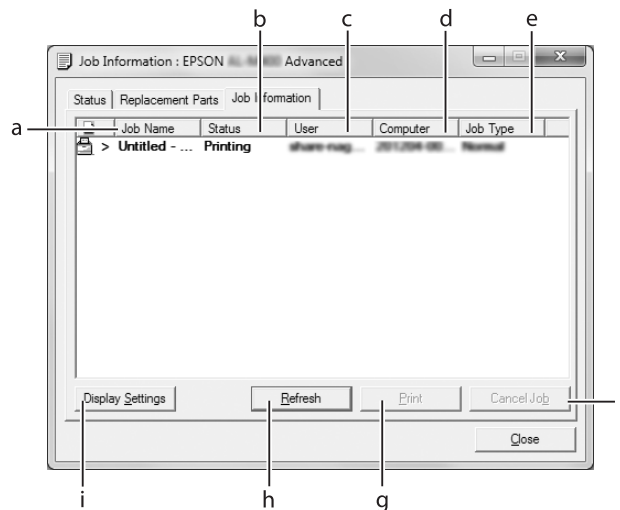 b c d e
Job Information : EPSON Advanced
Status Replacement Parts Job Information
a Job Name Status User Computer Job Type
> Untitled - ... Printing
Display Settings Refresh Print Cancel Job
Close
i h g